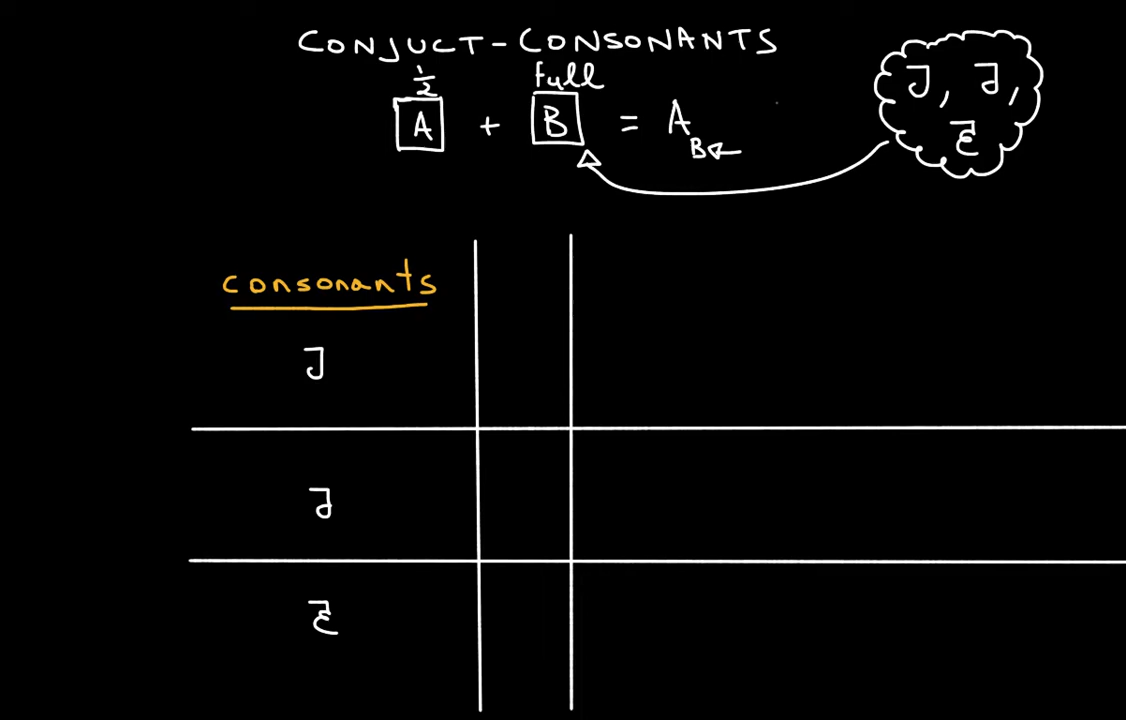 CONJUCT-CONSONANTS
½ Full
A + B = A B
ਰ, ਵ,
ਹ
consonants
ਰ
ਵ
ਹ